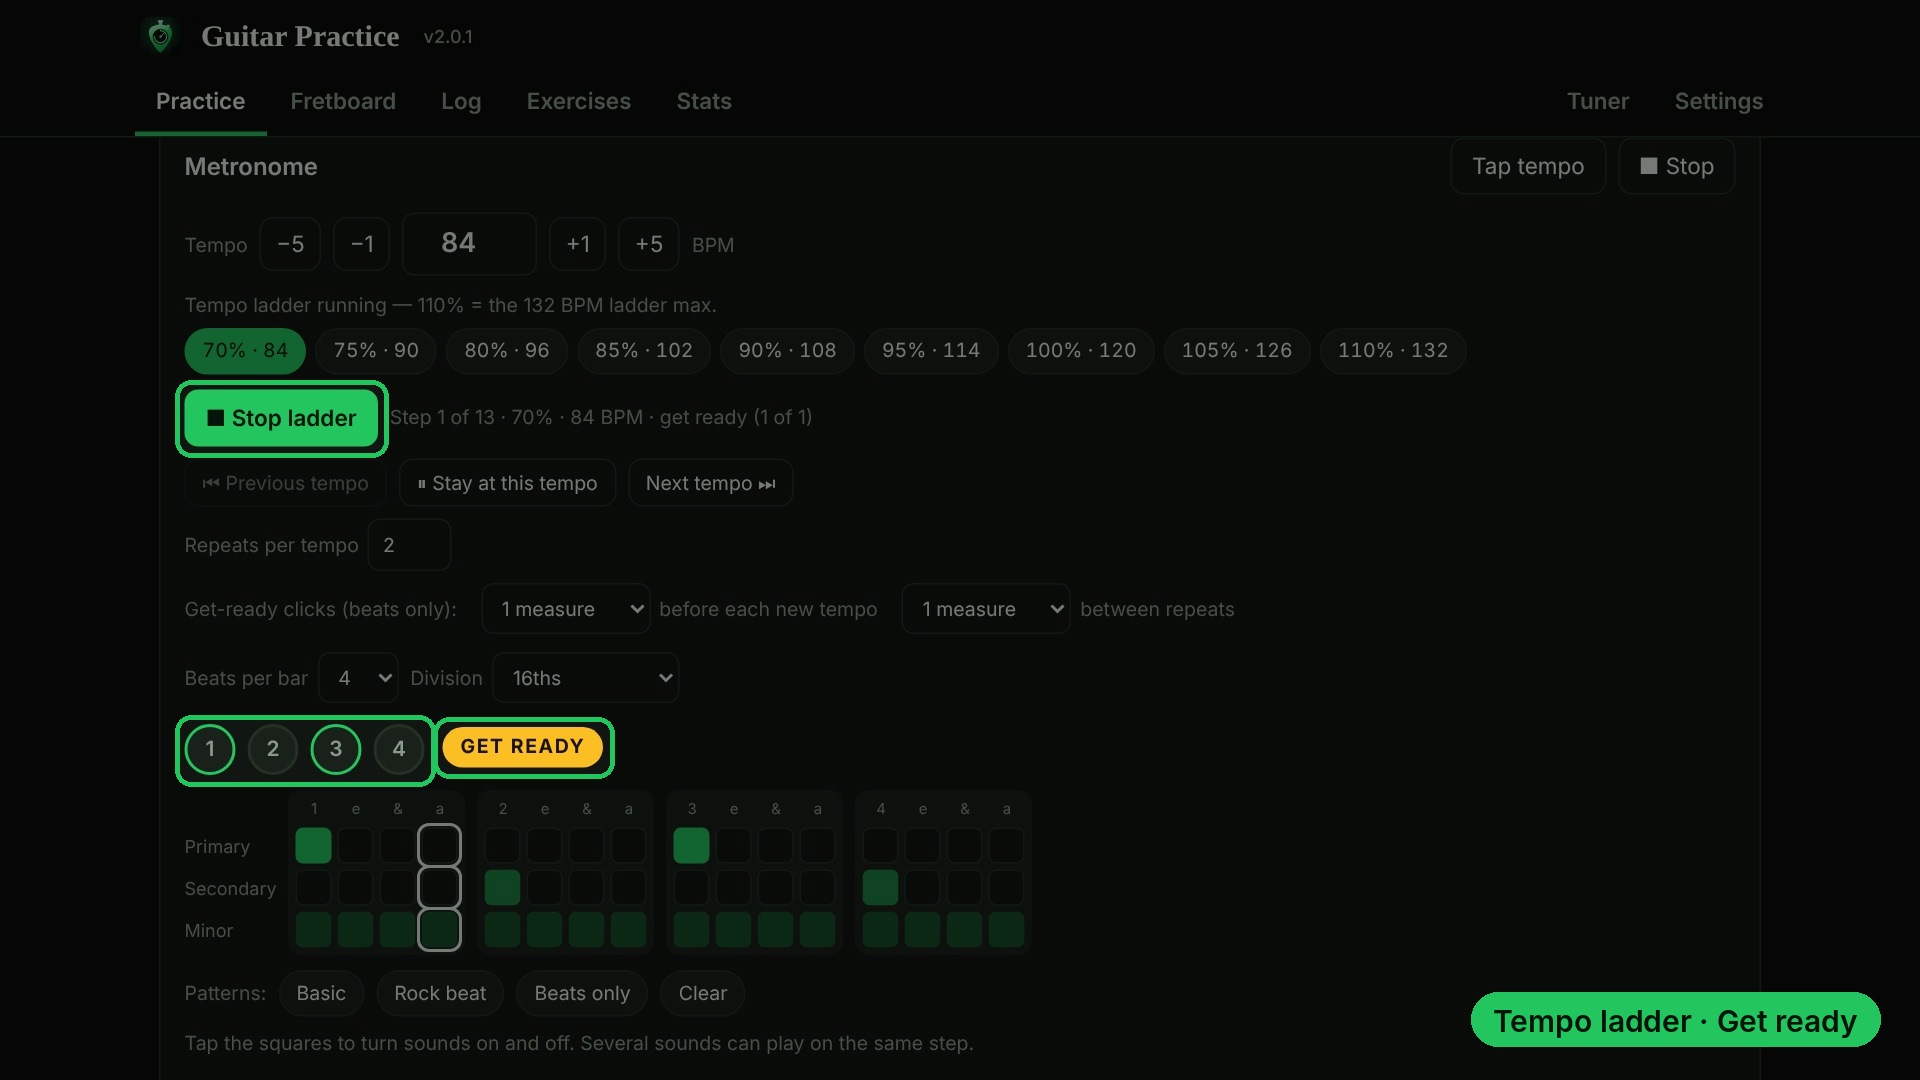 Guitar Practice v2.0.1
Practice Fretboard Log Exercises Stats Tuner Settings
Metronome Tap tempo ■ Stop
Tempo −5 −1 84 +1 +5 BPM
Tempo ladder running — 110% = the 132 BPM ladder max.
70% · 84 75% · 90 80% · 96 85% · 102 90% · 108 95% · 114 100% · 120 105% · 126 110% · 132
■ Stop ladder Step 1 of 13 · 70% · 84 BPM · get ready (1 of 1)
⏮ Previous tempo ⏸ Stay at this tempo Next tempo ⏭
Repeats per tempo 2
Get-ready clicks (beats only): 1 measure before each new tempo 1 measure between repeats
Beats per bar 4 Division 16ths
1 2 3 4 GET READY
1 e & a 2 e & a 3 e & a 4 e & a
Primary
Secondary
Minor
Patterns: Basic Rock beat Beats only Clear
Tap the squares to turn sounds on and off. Several sounds can play on the same step.
Tempo ladder · Get ready